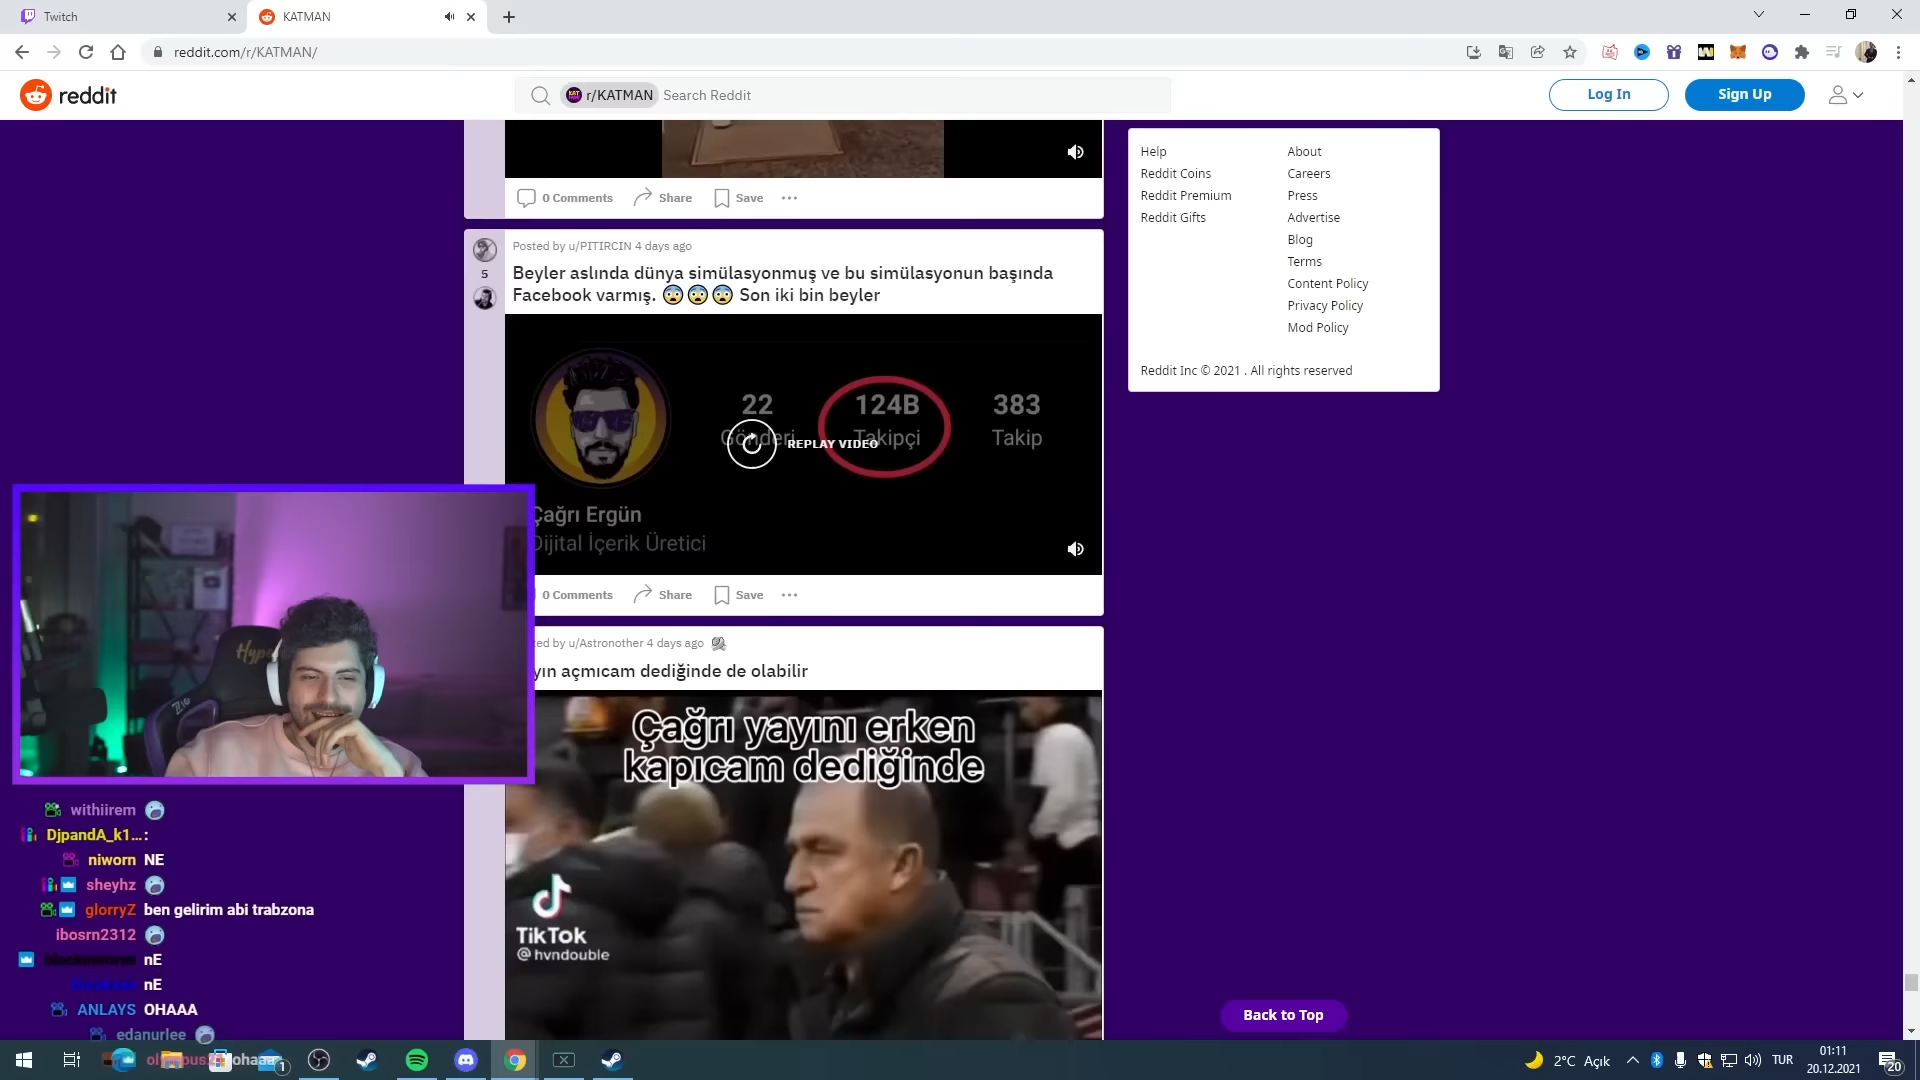 Twitch
KATMAN
reddit.com/r/KATMAN/
reddit
r/KATMAN
Search Reddit
Log In
Sign Up
0 Comments
Share
Save
Posted by u/PITIRCIN 4 days ago
5
Beyler aslında dünya simülasyonmuş ve bu simülasyonun başında
Facebook varmış. 😨😨😨 Son iki bin beyler
22
124B
383
Gönderi
Takipçi
Takip
REPLAY VIDEO
Çağrı Ergün
Dijital İçerik Üretici
0 Comments
Share
Save
ted by u/Astronother 4 days ago
yın açmıcam dediğinde de olabilir
Çağrı yayını erken
kapıcam dediğinde
TikTok
@hvndouble
Help
Reddit Coins
Reddit Premium
Reddit Gifts
About
Careers
Press
Advertise
Blog
Terms
Content Policy
Privacy Policy
Mod Policy
Reddit Inc © 2021 . All rights reserved
Back to Top
withiirem
DjpandA_k1...:
niworn NE
sheyhz
glorryZ ben gelirim abi trabzona
ibosrn2312
nE
nE
ANLAYS OHAAA
edanurlee
ohaaa
1
2°C Açık
TUR
01:11
20.12.2021
20